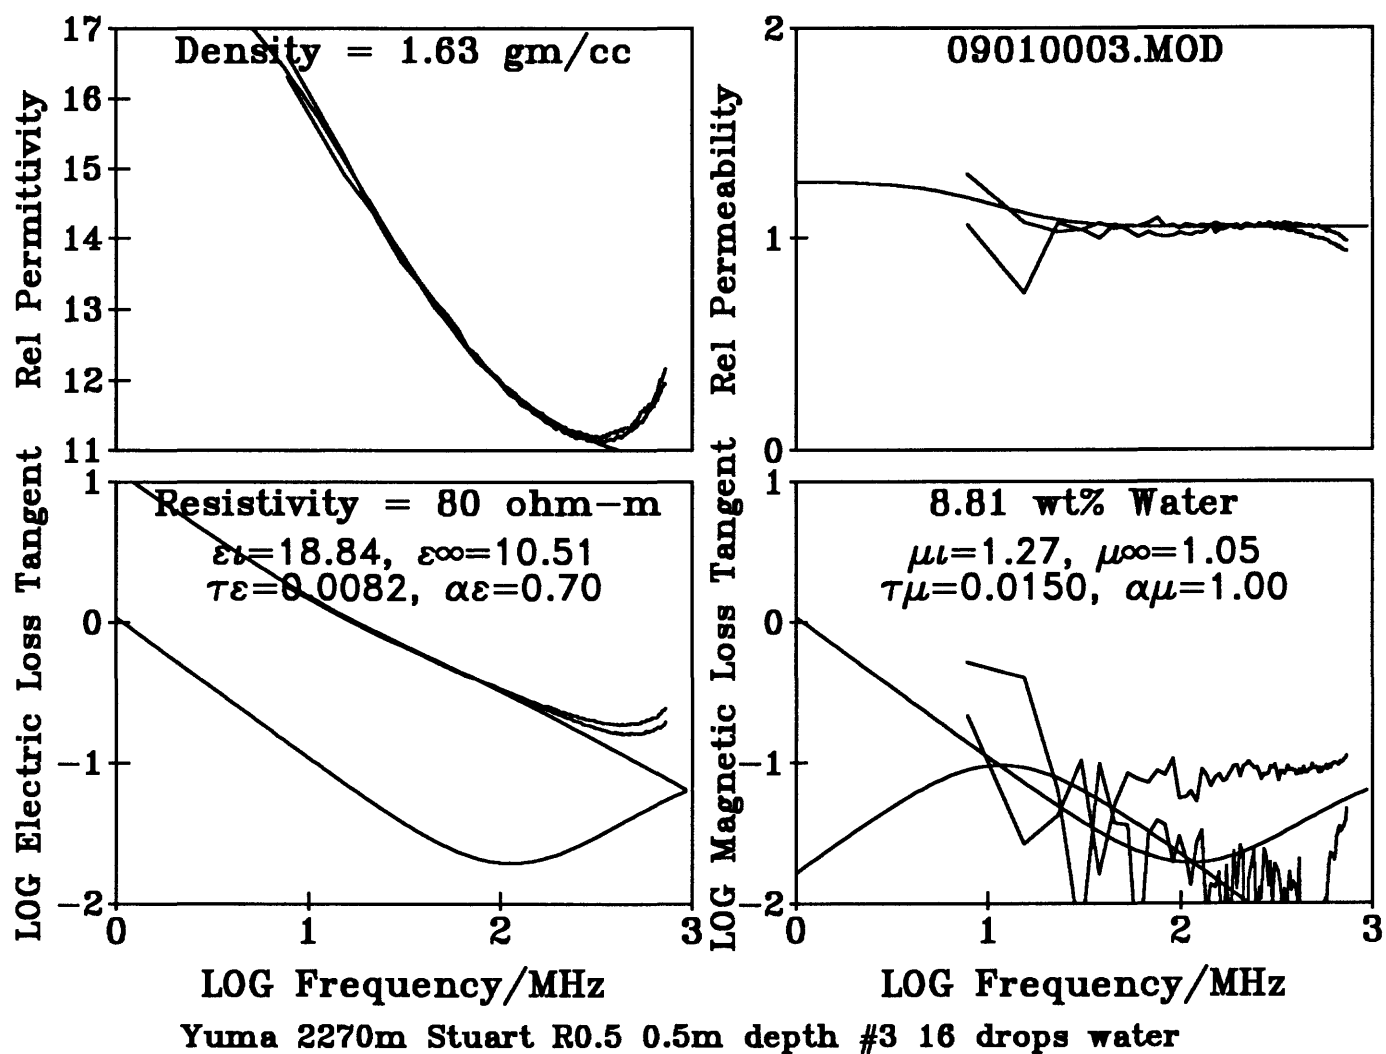 17
16
15
14
13
12
11
Rel Permittivity
Density = 1.63 gm/cc
2
1
0
Rel Permeability
09010003.MOD
1
0
−1
−2
LOG Electric Loss Tangent
Resistivity = 80 ohm−m
ει=18.84, ε∞=10.51
τε=0.0082, αε=0.70
0 1 2 3
LOG Frequency/MHz
1
0
−1
−2
LOG Magnetic Loss Tangent
8.81 wt% Water
μι=1.27, μ∞=1.05
τμ=0.0150, αμ=1.00
0 1 2 3
LOG Frequency/MHz
Yuma 2270m Stuart R0.5 0.5m depth #3 16 drops water